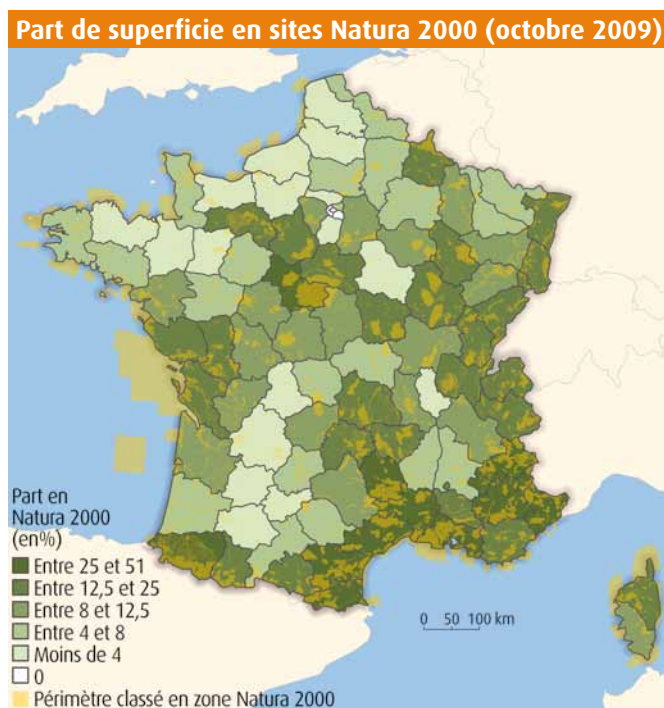 Part de superficie en sites Natura 2000 (octobre 2009)
Part en
Natura 2000
(en%)
Entre 25 et 51
Entre 12,5 et 25
Entre 8 et 12,5
Entre 4 et 8
Moins de 4
0
Périmètre classé en zone Natura 2000
0 50 100 km